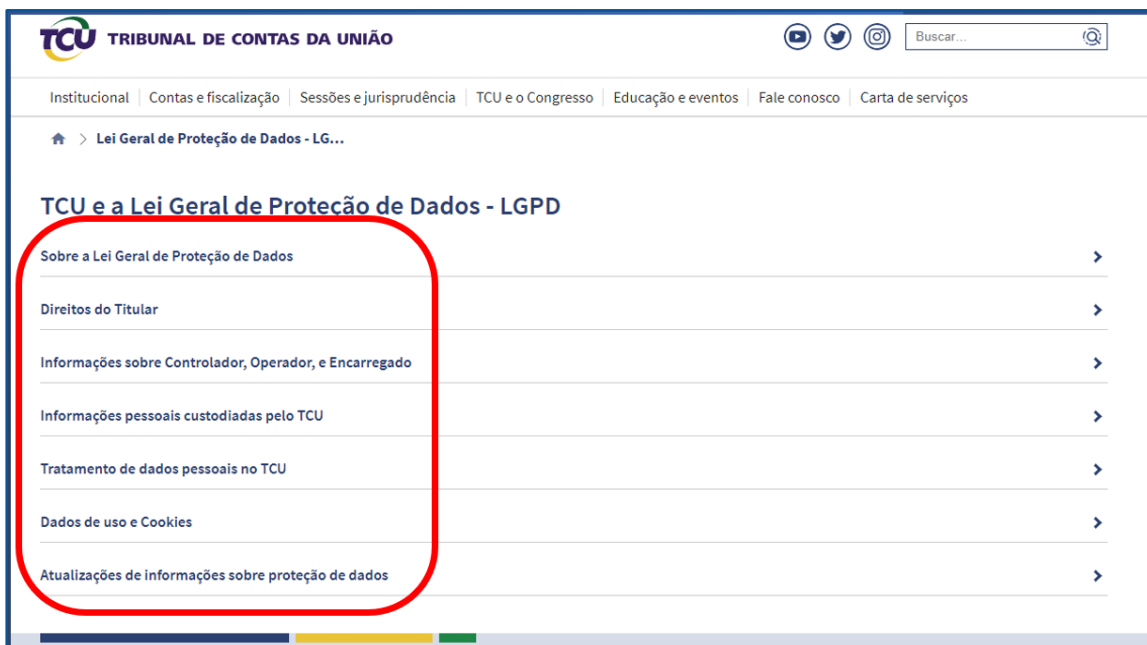 TCU TRIBUNAL DE CONTAS DA UNIÃO
Buscar...
Institucional Contas e fiscalização Sessões e jurisprudência TCU e o Congresso Educação e eventos Fale conosco Carta de serviços
> Lei Geral de Proteção de Dados - LG...
TCU e a Lei Geral de Proteção de Dados - LGPD
Sobre a Lei Geral de Proteção de Dados
Direitos do Titular
Informações sobre Controlador, Operador, e Encarregado
Informações pessoais custodiadas pelo TCU
Tratamento de dados pessoais no TCU
Dados de uso e Cookies
Atualizações de informações sobre proteção de dados